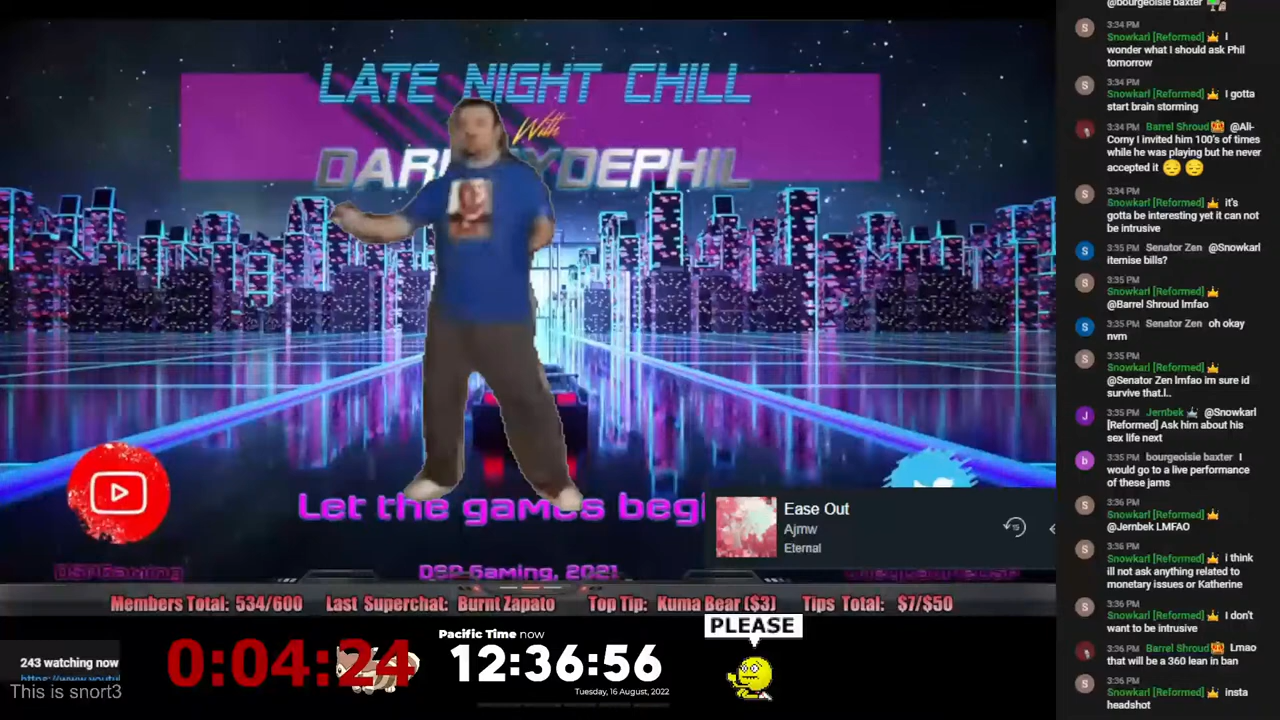 LATE NIGHT CHILL
With
DAR YDEPHIL
Let the games begi
DSPGaming
DSP Gaming, 2021
Ease Out
Ajmw
Eternal
15
Members Total: 534/600 Last Superchat: Burnt Zapato Top Tip: Kuma Bear ($3) Tips Total: $7/$50
243 watching now
This is snort3
0:04:24
Pacific Time now
12:36:56
Tuesday, 16 August, 2022
PLEASE
@bourgeoisie baxter
S
3:34 PM
Snowkarl [Reformed] I
wonder what I should ask Phil
tomorrow
S
3:34 PM
Snowkarl [Reformed] I gotta
start brain storming
3:34 PM Barrel Shroud @Ali-
Corny I invited him 100's of times
while he was playing but he never
accepted it
S
3:34 PM
Snowkarl [Reformed] it's
gotta be interesting yet it can not
be intrusive
S
3:35 PM Senator Zen @Snowkarl
itemise bills?
S
3:35 PM
Snowkarl [Reformed]
@Barrel Shroud lmfao
S
3:35 PM Senator Zen oh okay
nvm
S
3:35 PM
Snowkarl [Reformed]
@Senator Zen lmfao im sure id
survive that.l..
J
3:35 PM Jernbek @Snowkarl
[Reformed] Ask him about his
sex life next
b
3:35 PM bourgeoisie baxter I
would go to a live performance
of these jams
S
3:36 PM
Snowkarl [Reformed]
@Jernbek LMFAO
S
3:36 PM
Snowkarl [Reformed] i think
ill not ask anything related to
monetary issues or Katherine
S
3:36 PM
Snowkarl [Reformed] I don't
want to be intrusive
3:36 PM Barrel Shroud Lmao
that will be a 360 lean in ban
S
3:36 PM
Snowkarl [Reformed] insta
headshot